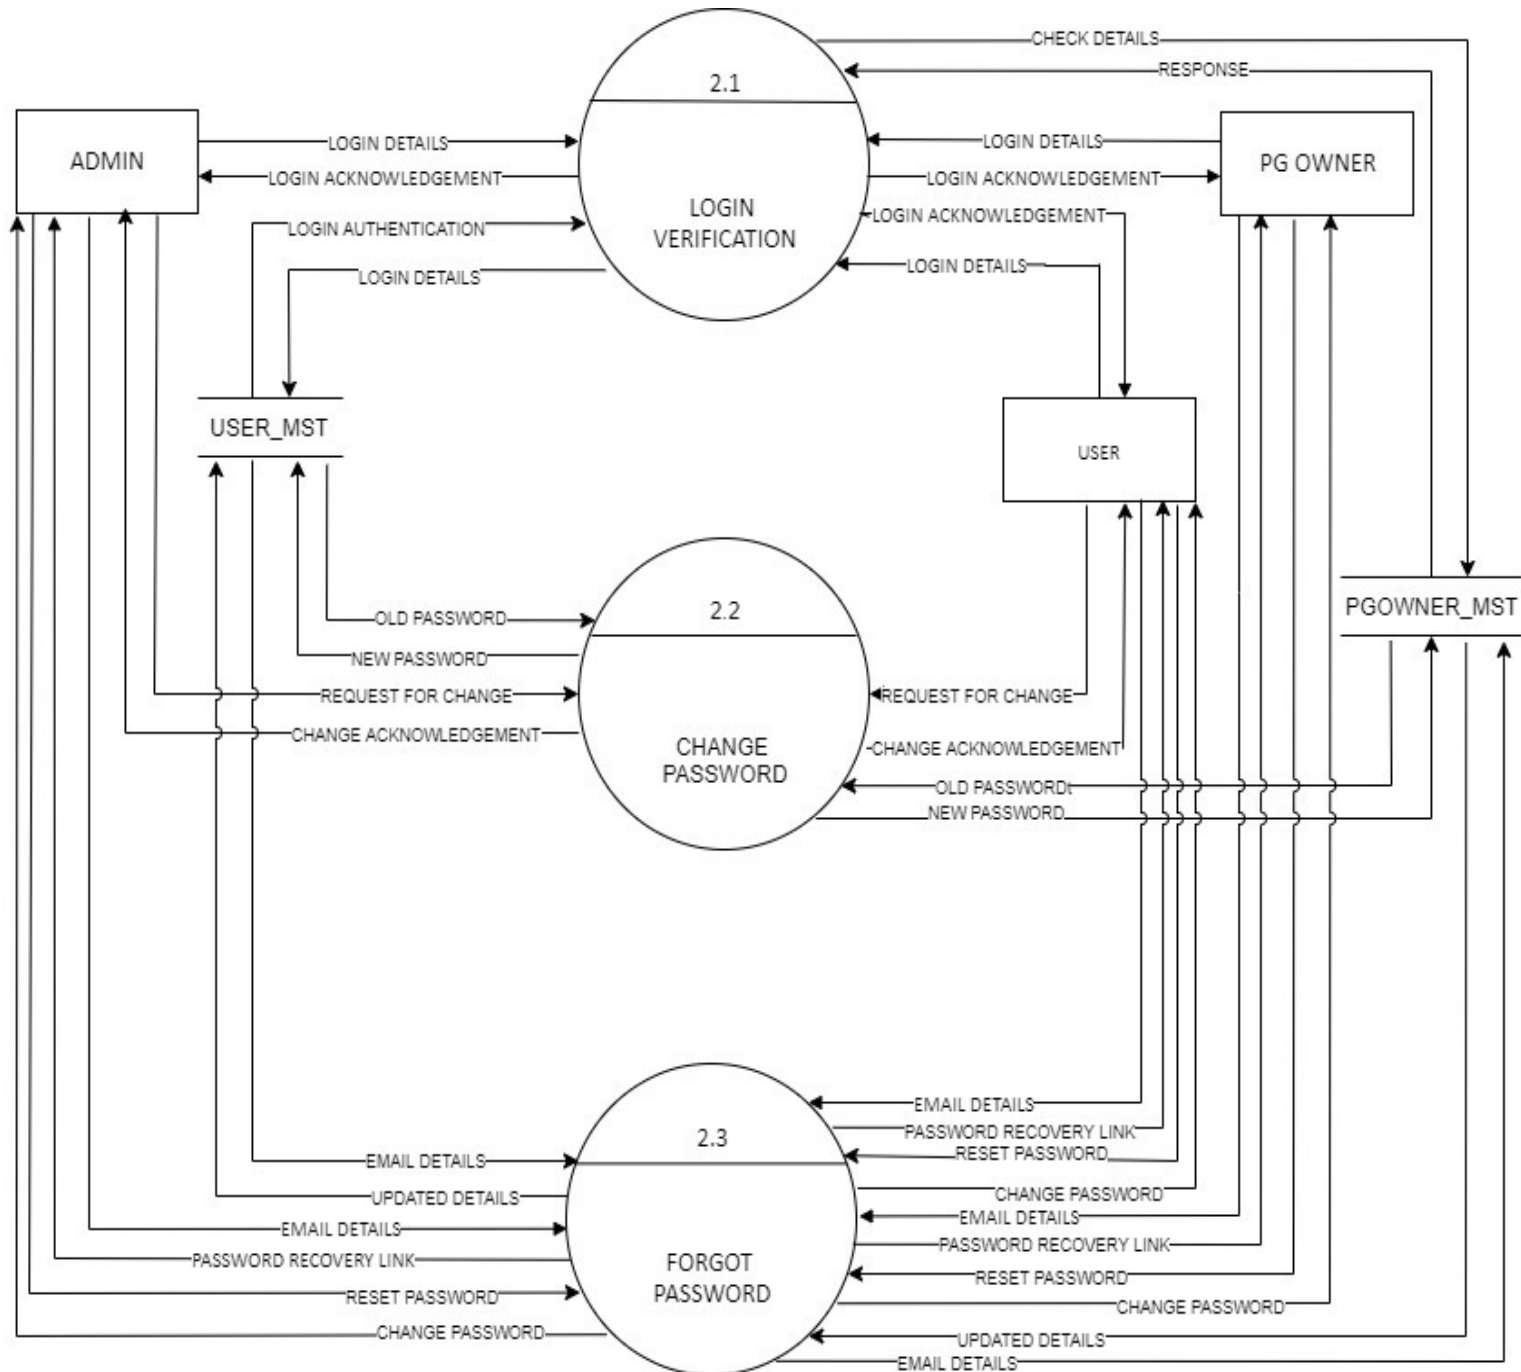 CHECK DETAILS
RESPONSE
2.1
ADMIN
LOGIN DETAILS
LOGIN DETAILS
PG OWNER
LOGIN ACKNOWLEDGEMENT
LOGIN ACKNOWLEDGEMENT
LOGIN
VERIFICATION
LOGIN AUTHENTICATION
LOGIN ACKNOWLEDGEMENT
LOGIN DETAILS
LOGIN DETAILS
USER_MST
USER
2.2
PGOWNER_MST
OLD PASSWORD
NEW PASSWORD
REQUEST FOR CHANGE
REQUEST FOR CHANGE
CHANGE ACKNOWLEDGEMENT
CHANGE
PASSWORD
CHANGE ACKNOWLEDGEMENT
OLD PASSWORD
NEW PASSWORD
2.3
EMAIL DETAILS
PASSWORD RECOVERY LINK
RESET PASSWORD
EMAIL DETAILS
UPDATED DETAILS
CHANGE PASSWORD
EMAIL DETAILS
EMAIL DETAILS
PASSWORD RECOVERY LINK
PASSWORD RECOVERY LINK
FORGOT
PASSWORD
RESET PASSWORD
RESET PASSWORD
CHANGE PASSWORD
CHANGE PASSWORD
UPDATED DETAILS
EMAIL DETAILS